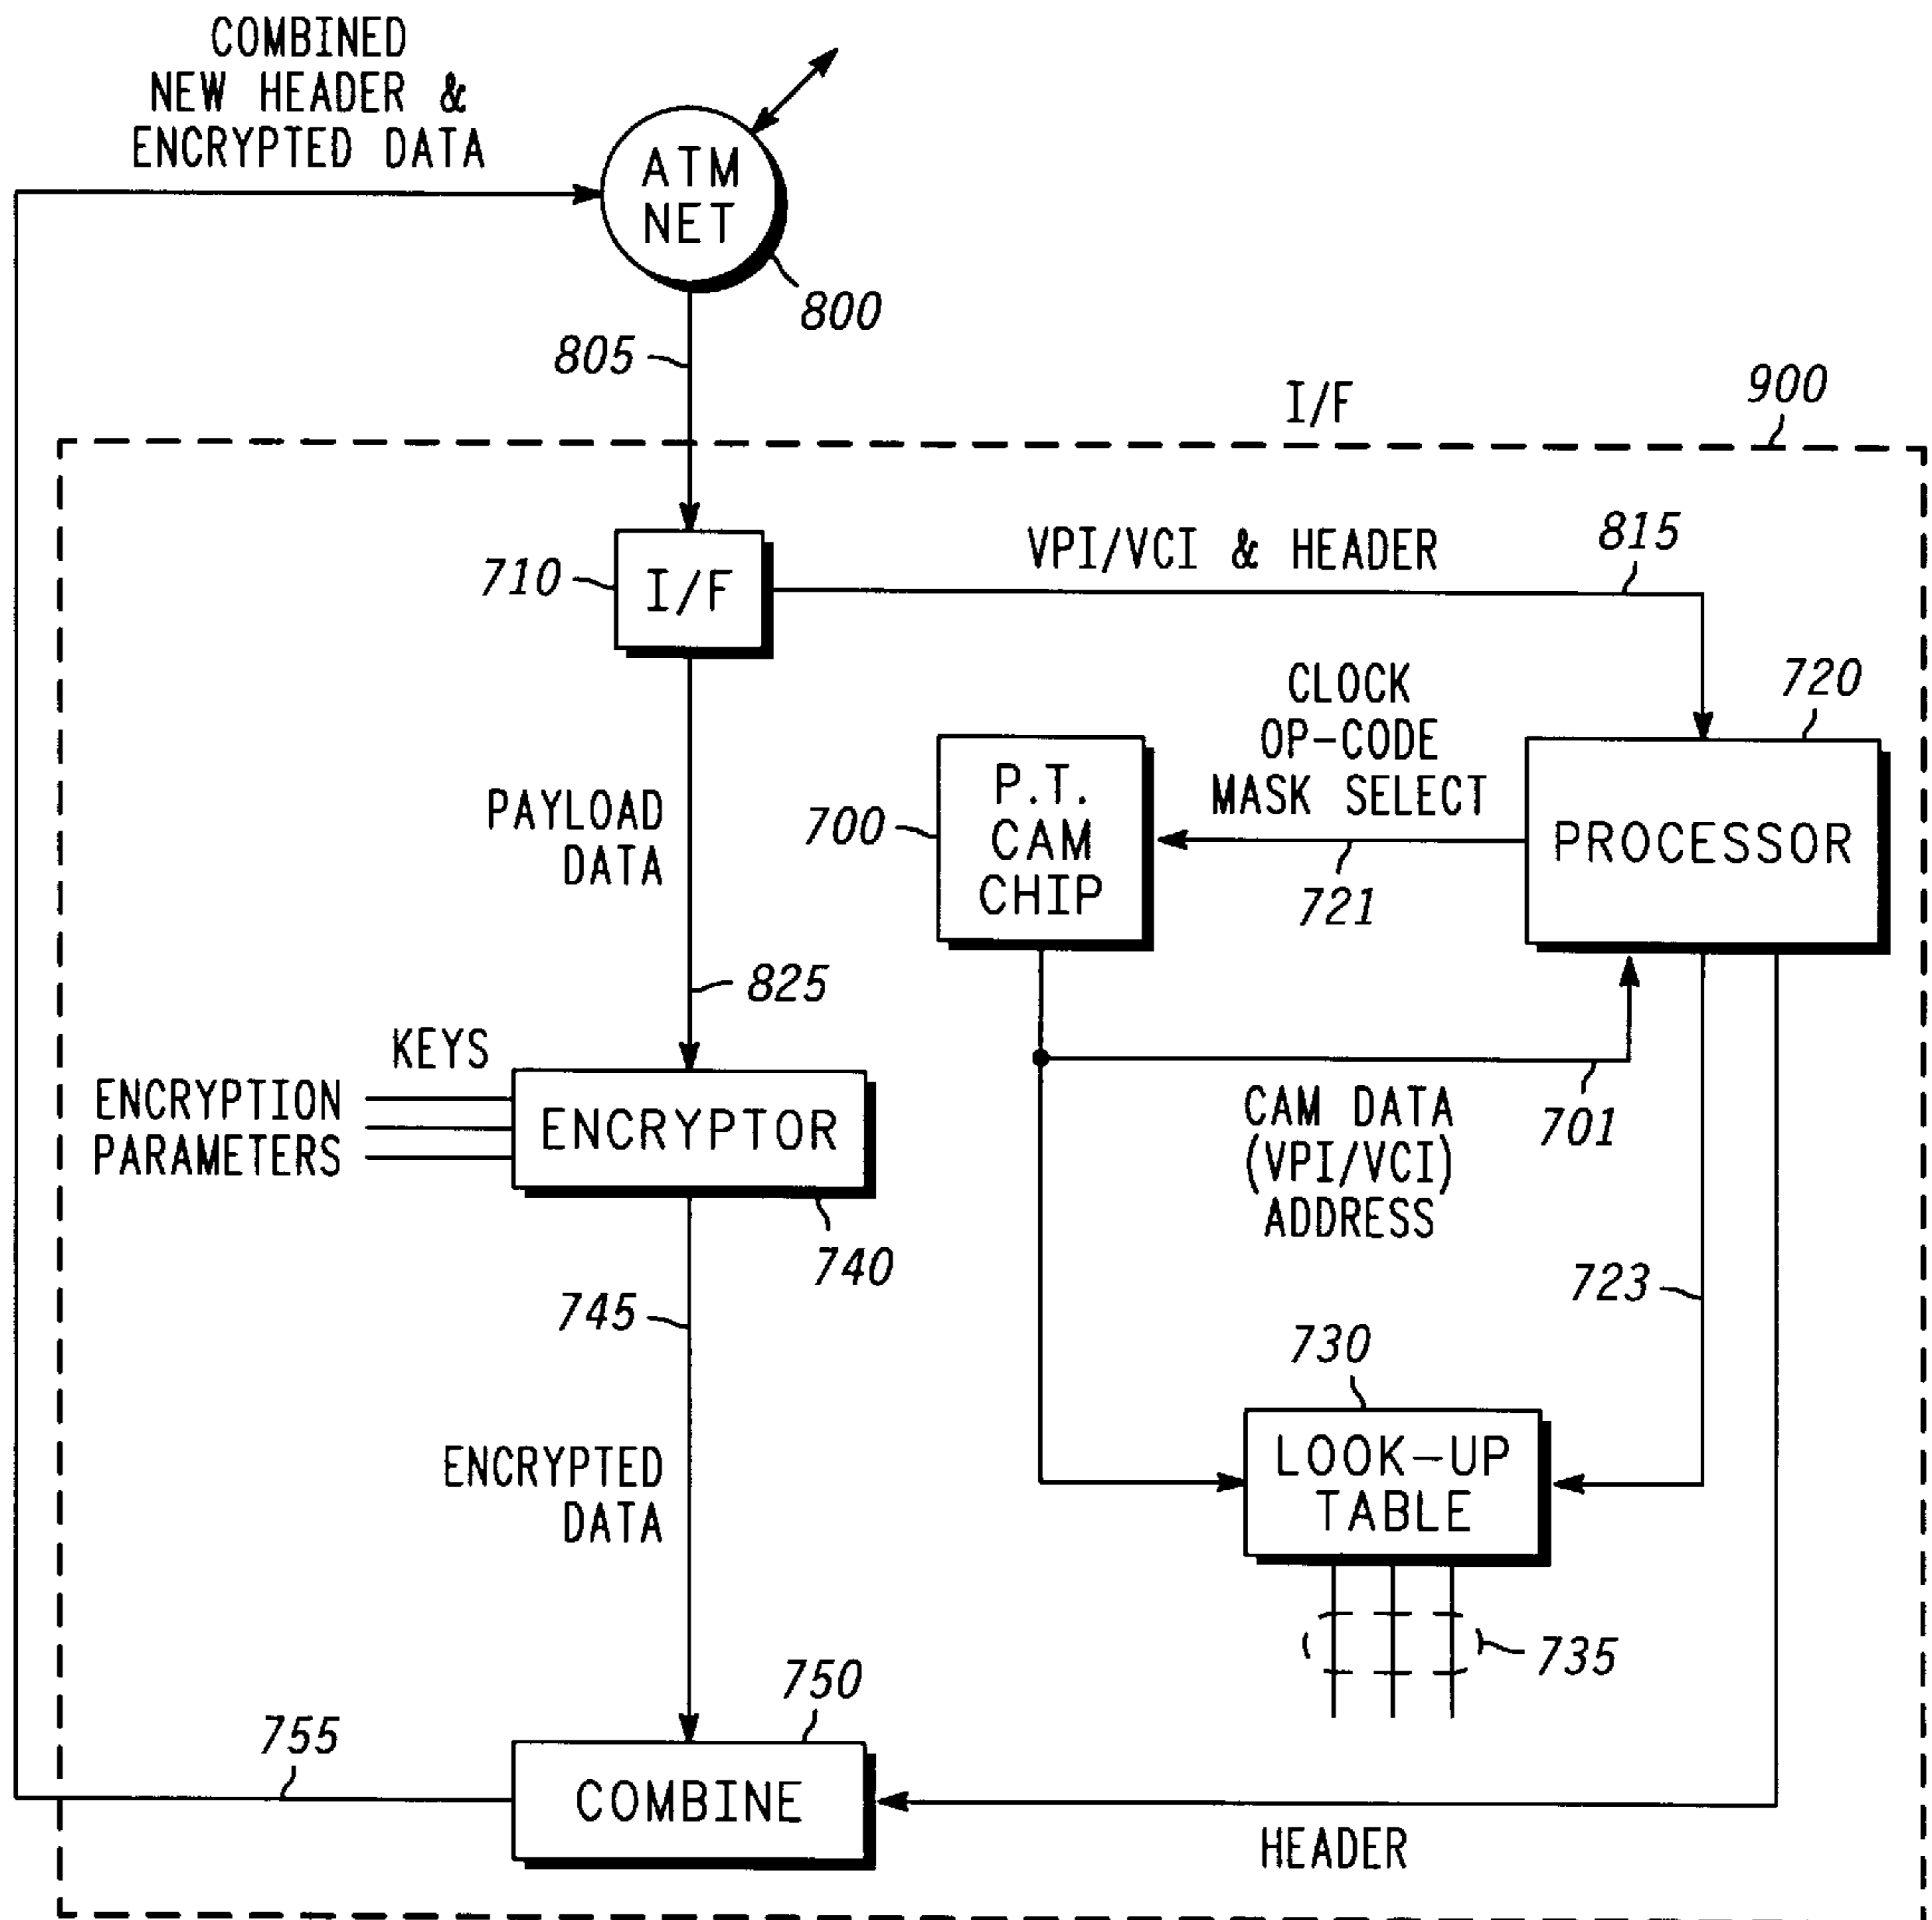 COMBINED
NEW HEADER &
ENCRYPTED DATA
ATM
NET
800
805
I/F
900
710
I/F
VPI/VCI & HEADER
815
720
CLOCK
OP-CODE
MASK SELECT
P.T.
CAM
CHIP
700
721
PROCESSOR
PAYLOAD
DATA
825
KEYS
ENCRYPTION
PARAMETERS
ENCRYPTOR
740
CAM DATA
(VPI/VCI)
ADDRESS
701
723
745
730
LOOK-UP
TABLE
ENCRYPTED
DATA
735
750
755
COMBINE
HEADER